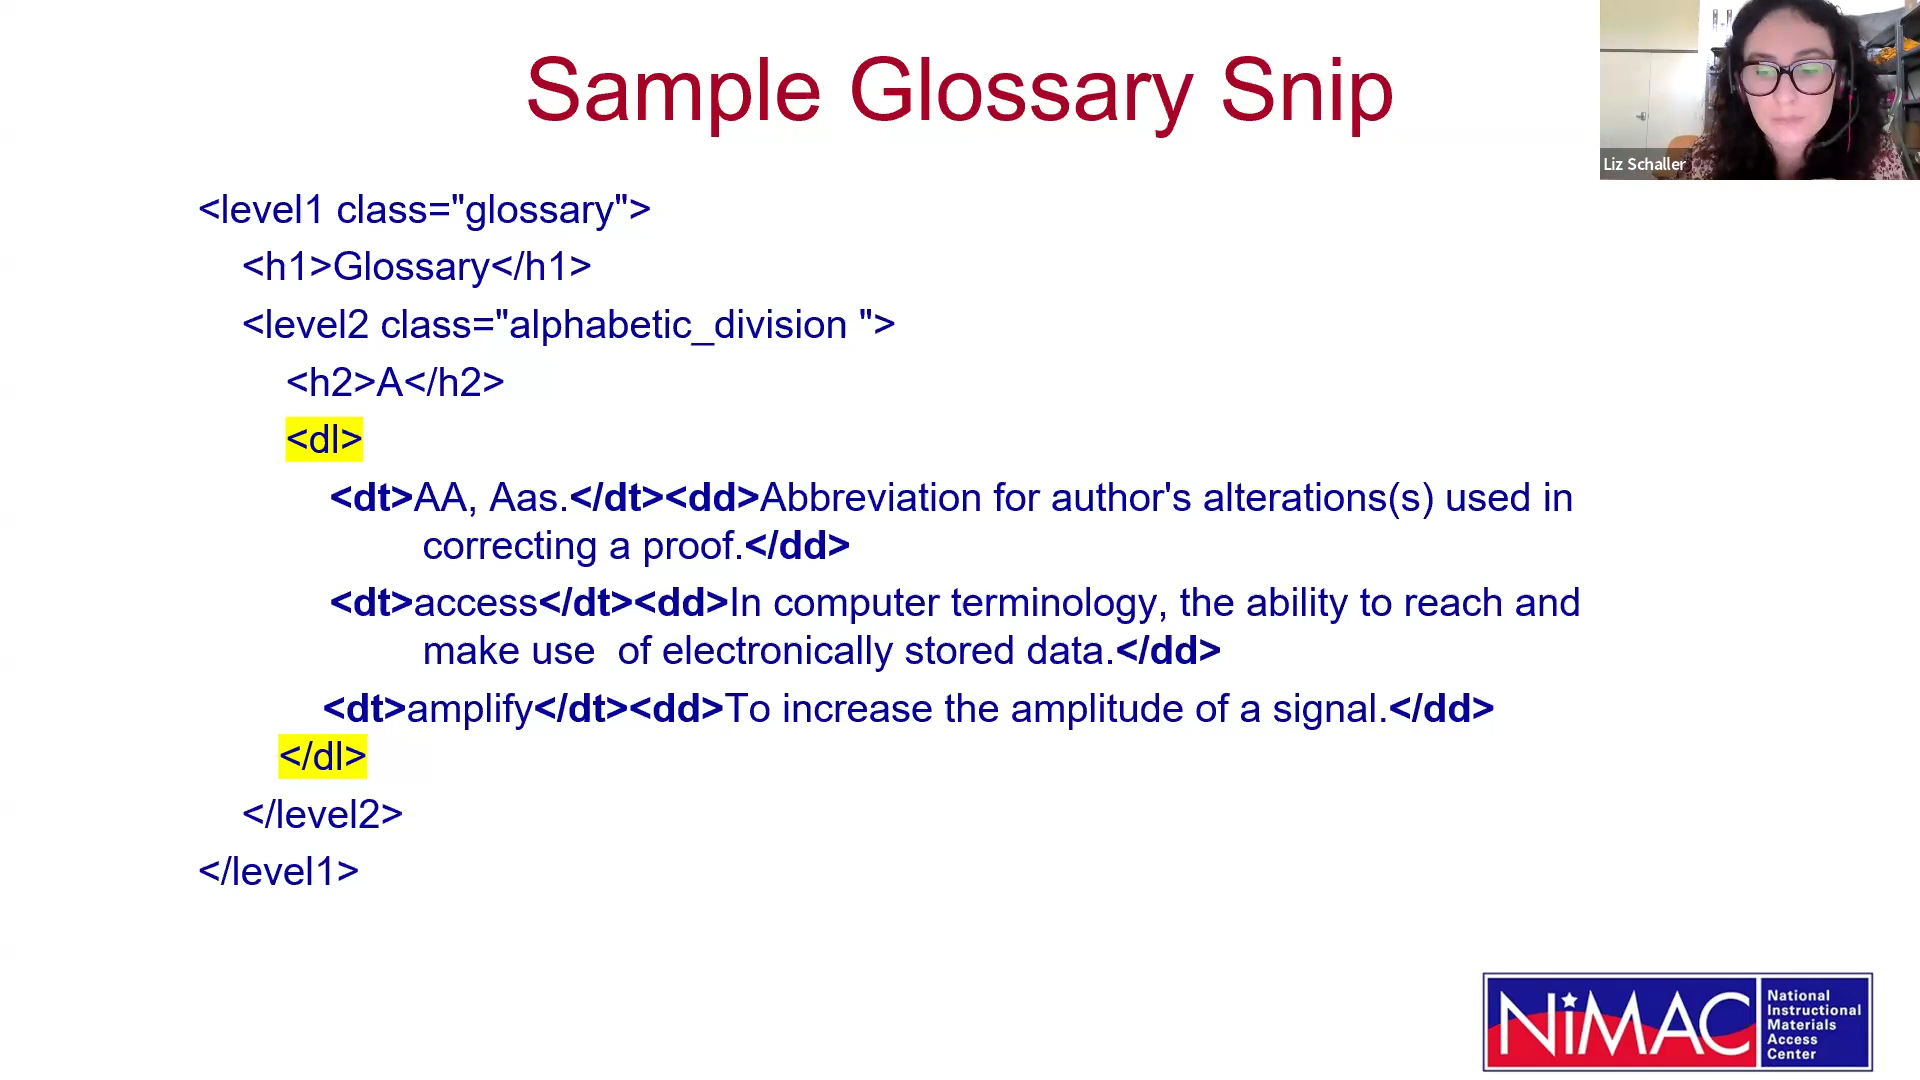 Sample Glossary Snip
Liz Schaller
<level1 class="glossary">
<h1>Glossary</h1>
<level2 class="alphabetic_division ">
<h2>A</h2>
<dl>
<dt>AA, Aas.</dt><dd>Abbreviation for author's alterations(s) used in
correcting a proof.</dd>
<dt>access</dt><dd>In computer terminology, the ability to reach and
make use  of electronically stored data.</dd>
<dt>amplify</dt><dd>To increase the amplitude of a signal.</dd>
</dl>
</level2>
</level1>
NiMAC
National
Instructional
Materials
Access
Center